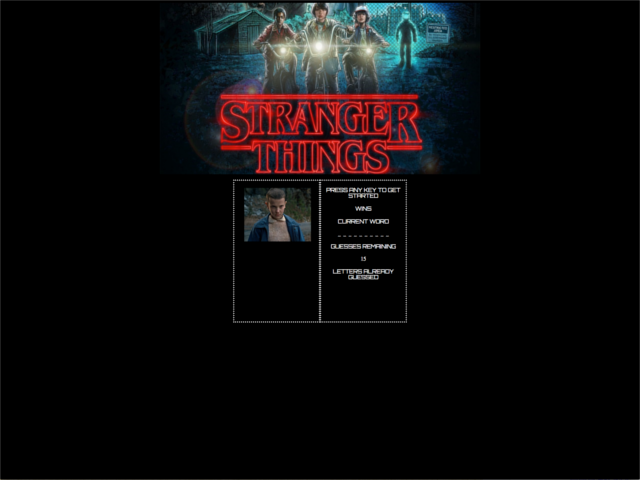 STRANGER
THINGS
PRESS ANY KEY TO GET
STARTED
WINS
CURRENT WORD
_ _ _ _ _ _ _ _ _ _
GUESSES REMAINING
15
LETTERS ALREADY
GUESSED